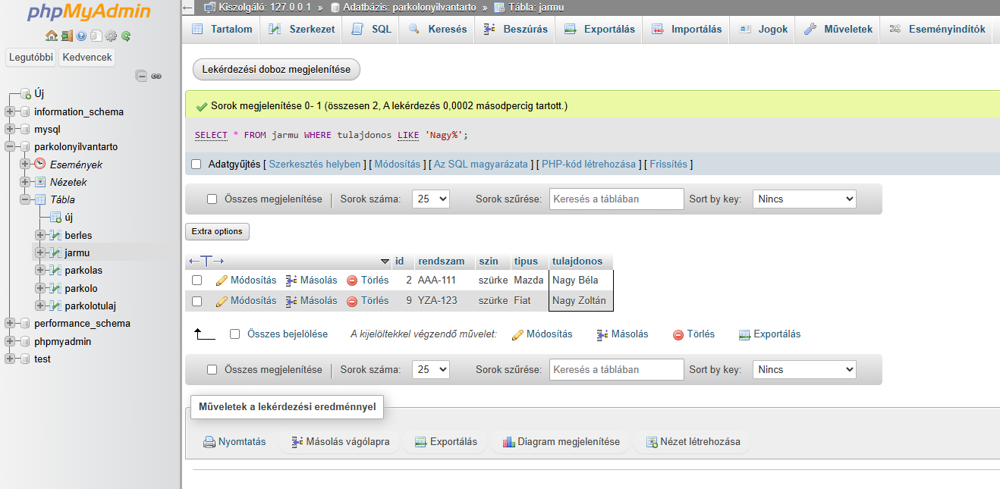 phpMyAdmin
Legutóbbi Kedvencek
Új
information_schema
mysql
parkolonyilvantarto
Események
Nézetek
Tábla
új
berles
jarmu
parkolas
parkolo
parkolotulaj
performance_schema
phpmyadmin
test
Kiszolgáló: 127.0.0.1 » Adatbázis: parkolonyilvantarto » Tábla: jarmu
Tartalom Szerkezet SQL Keresés Beszúrás Exportálás Importálás Jogok Műveletek Eseményindítók
Lekérdezési doboz megjelenítése
Sorok megjelenítése 0- 1 (összesen 2, A lekérdezés 0,0002 másodpercig tartott.)
SELECT * FROM jarmu WHERE tulajdonos LIKE 'Nagy%';
Adatgyűjtés [ Szerkesztés helyben ] [ Módosítás ] [ Az SQL magyarázata ] [ PHP-kód létrehozása ] [ Frissítés ]
Összes megjelenítése | Sorok száma: 25 Sorok szűrése: Keresés a táblában Sort by key: Nincs
Extra options
←T→ id rendszam szin tipus tulajdonos
Módosítás Másolás Törlés 2 AAA-111 szürke Mazda Nagy Béla
Módosítás Másolás Törlés 9 YZA-123 szürke Fiat Nagy Zoltán
Összes bejelölése A kijelöltekkel végzendő művelet: Módosítás Másolás Törlés Exportálás
Összes megjelenítése | Sorok száma: 25 Sorok szűrése: Keresés a táblában Sort by key: Nincs
Műveletek a lekérdezési eredménnyel
Nyomtatás Másolás vágólapra Exportálás Diagram megjelenítése Nézet létrehozása